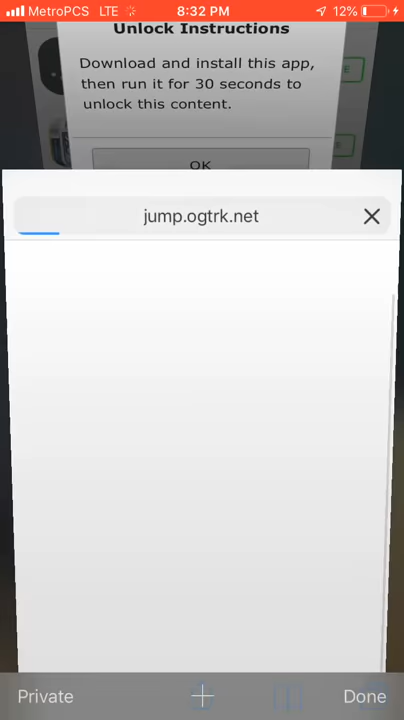 MetroPCS LTE 8:32 PM 12%
Unlock Instructions
Download and install this app,
then run it for 30 seconds to
unlock this content.
E
OK
jump.ogtrk.net
Private Done